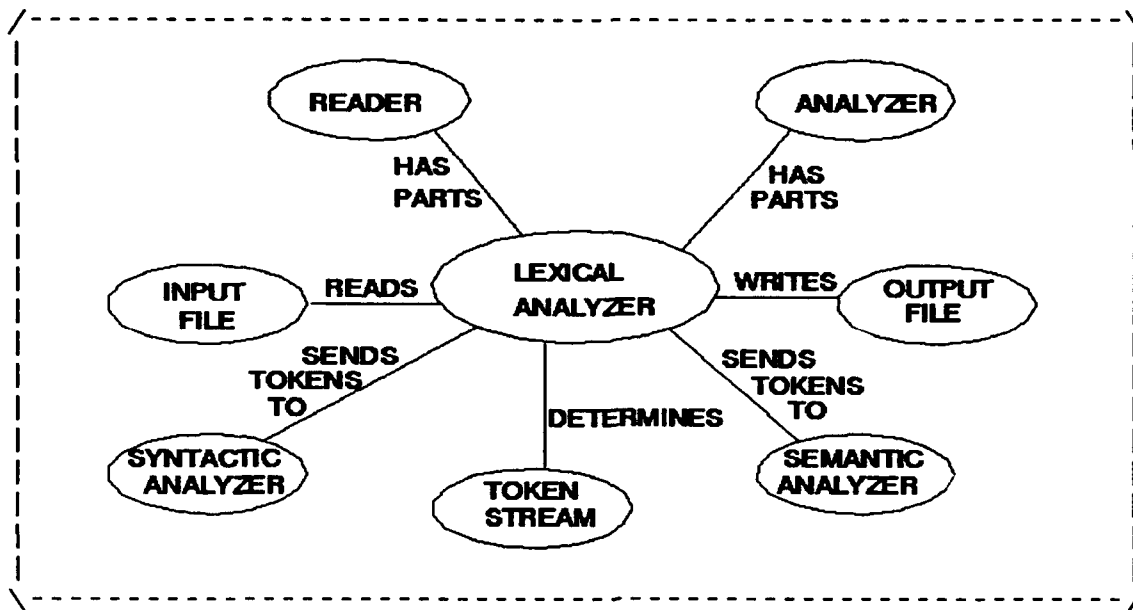 READER
ANALYZER
HAS
PARTS
HAS
PARTS
LEXICAL
ANALYZER
INPUT
FILE
READS
WRITES
OUTPUT
FILE
SENDS
TOKENS
TO
SENDS
TOKENS
TO
DETERMINES
SYNTACTIC
ANALYZER
TOKEN
STREAM
SEMANTIC
ANALYZER